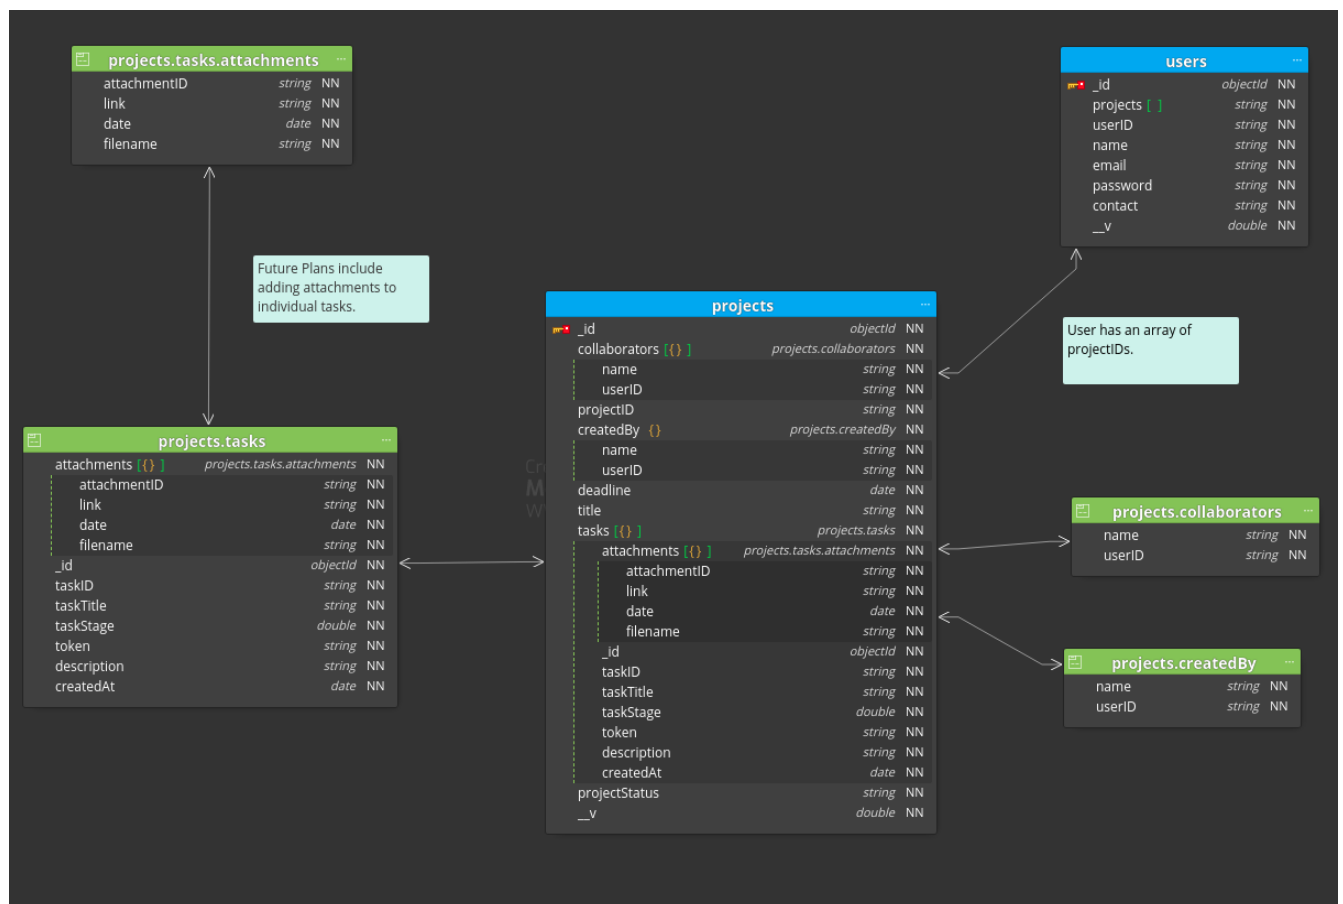 projects.tasks.attachments ...
attachmentID string NN
link string NN
date date NN
filename string NN
users ...
_id objectId NN
projects [ ] string NN
userID string NN
name string NN
email string NN
password string NN
contact string NN
__v double NN
Future Plans include
adding attachments to
individual tasks.
User has an array of
projectIDs.
projects ...
_id objectId NN
collaborators [{} ] projects.collaborators NN
name string NN
userID string NN
projectID string NN
createdBy {} projects.createdBy NN
name string NN
userID string NN
deadline date NN
title string NN
tasks [{} ] projects.tasks NN
attachments [{} ] projects.tasks.attachments NN
attachmentID string NN
link string NN
date date NN
filename string NN
_id objectId NN
taskID string NN
taskTitle string NN
taskStage double NN
token string NN
description string NN
createdAt date NN
projectStatus string NN
__v double NN
projects.tasks ...
attachments [{} ] projects.tasks.attachments NN
attachmentID string NN
link string NN
date date NN
filename string NN
_id objectId NN
taskID string NN
taskTitle string NN
taskStage double NN
token string NN
description string NN
createdAt date NN
projects.collaborators ...
name string NN
userID string NN
projects.createdBy ...
name string NN
userID string NN